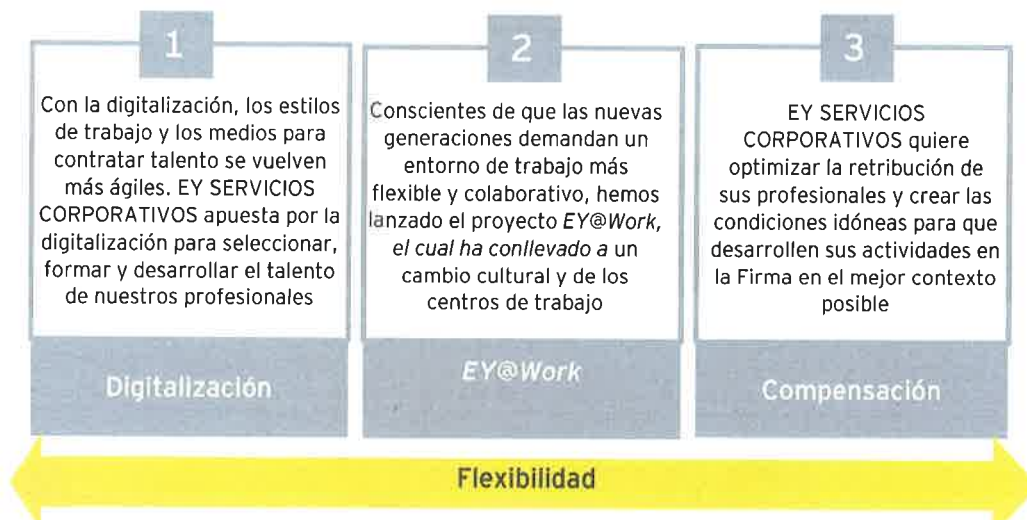 1
Con la digitalización, los estilos
de trabajo y los medios para
contratar talento se vuelven
más ágiles. EY SERVICIOS
CORPORATIVOS apuesta por la
digitalización para seleccionar,
formar y desarrollar el talento
de nuestros profesionales
Digitalización
2
Conscientes de que las nuevas
generaciones demandan un
entorno de trabajo más
flexible y colaborativo, hemos
lanzado el proyecto EY@Work,
el cual ha conllevado a un
cambio cultural y de los
centros de trabajo
EY@Work
3
EY SERVICIOS
CORPORATIVOS quiere
optimizar la retribución de
sus profesionales y crear las
condiciones idóneas para que
desarrollen sus actividades en
la Firma en el mejor contexto
posible
Compensación
Flexibilidad